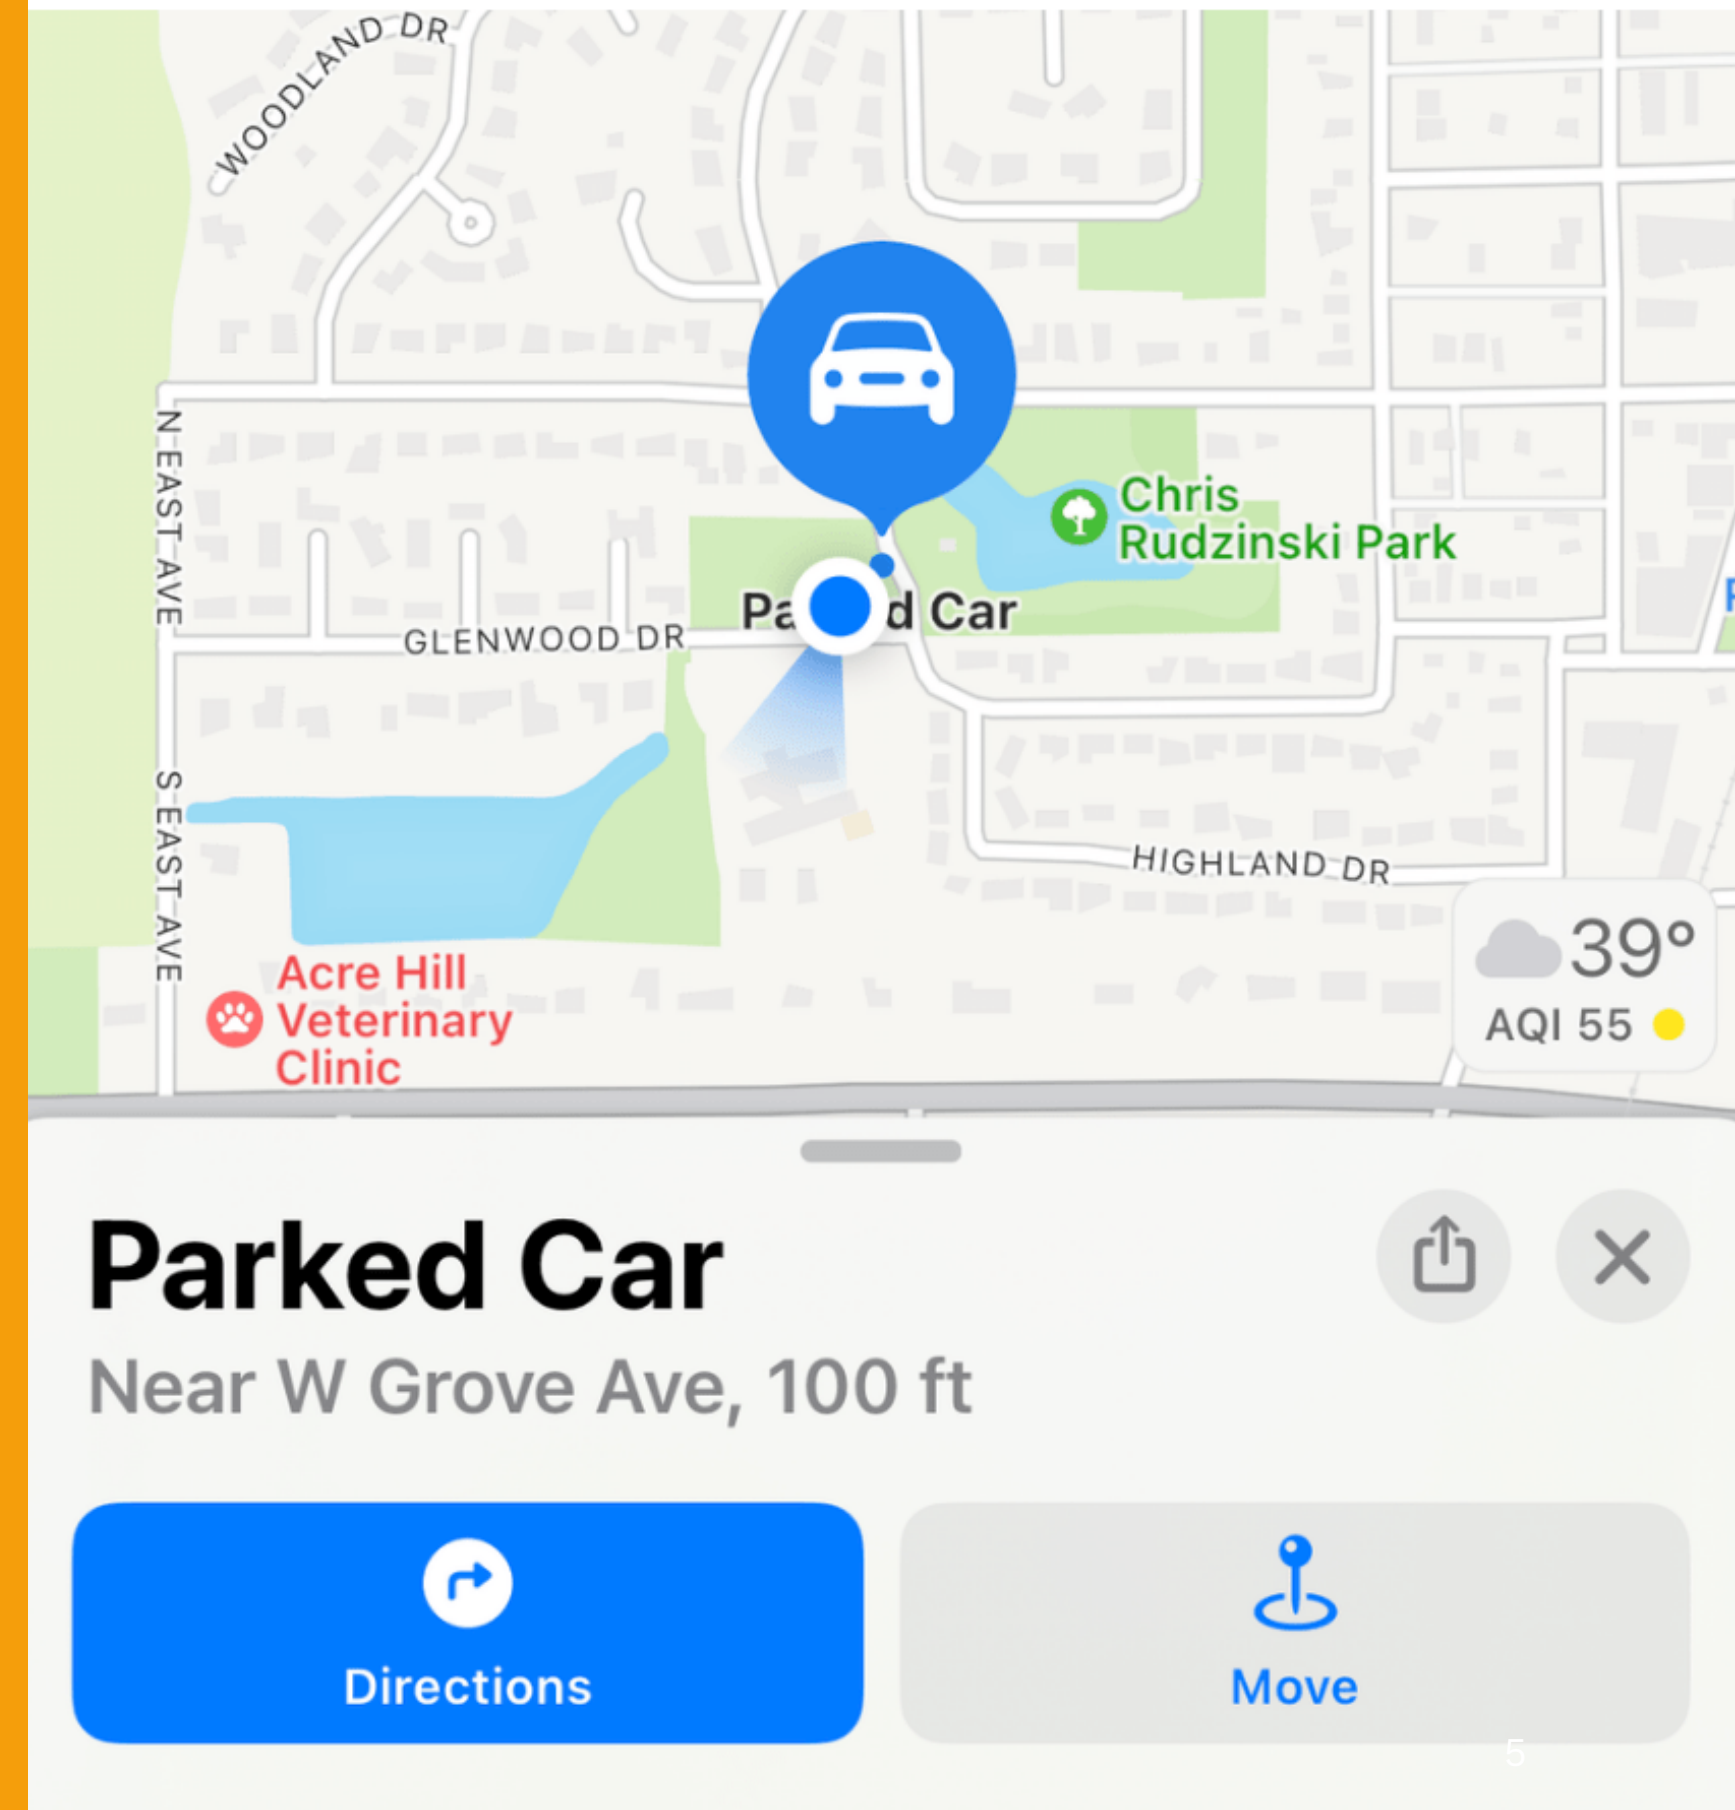 WOODLAND DR
N EAST AVE
Chris
Rudzinski Park
Car
GLENWOOD DR
S EAST AVE
HIGHLAND DR
39°
AQI 55
Acre Hill
Veterinary
Clinic
Parked Car
Near W Grove Ave, 100 ft
Directions
Move
5